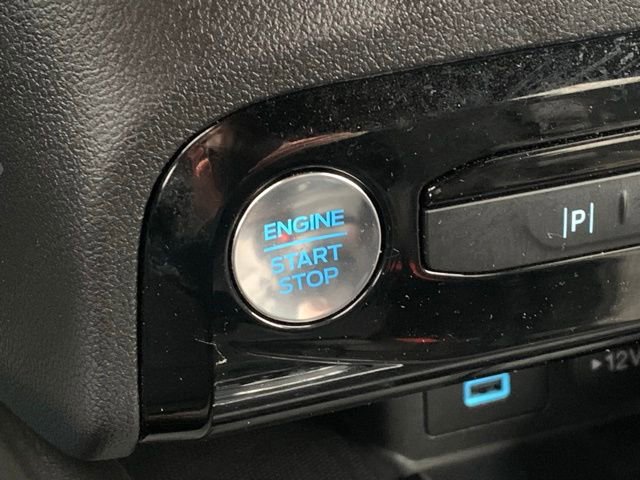 ENGINE
START
STOP
|P|
12V